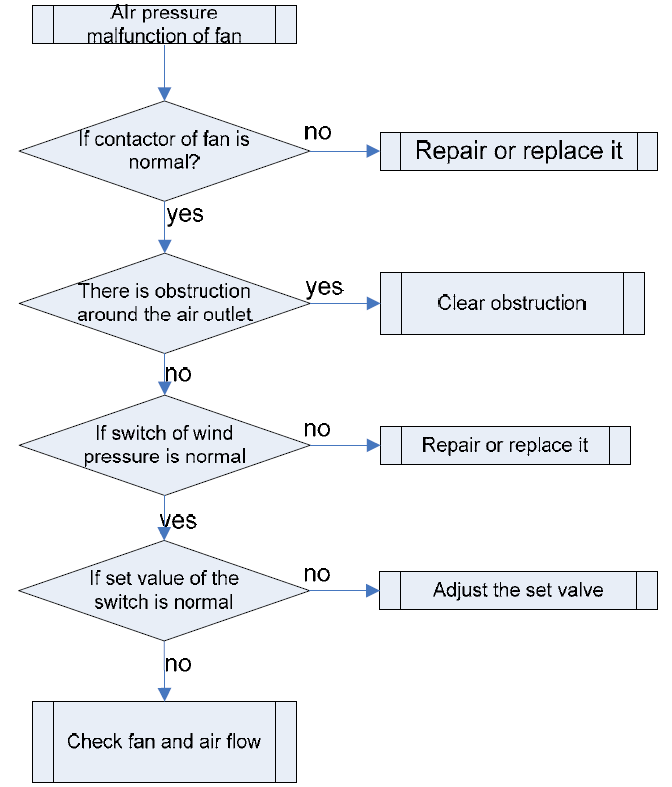 AIr pressure
malfunction of fan
If contactor of fan is
normal?
no
Repair or replace it
yes
There is obstruction
around the air outlet
yes
Clear obstruction
no
If switch of wind
pressure is normal
no
Repair or replace it
yes
If set value of the
switch is normal
no
Adjust the set valve
no
Check fan and air flow